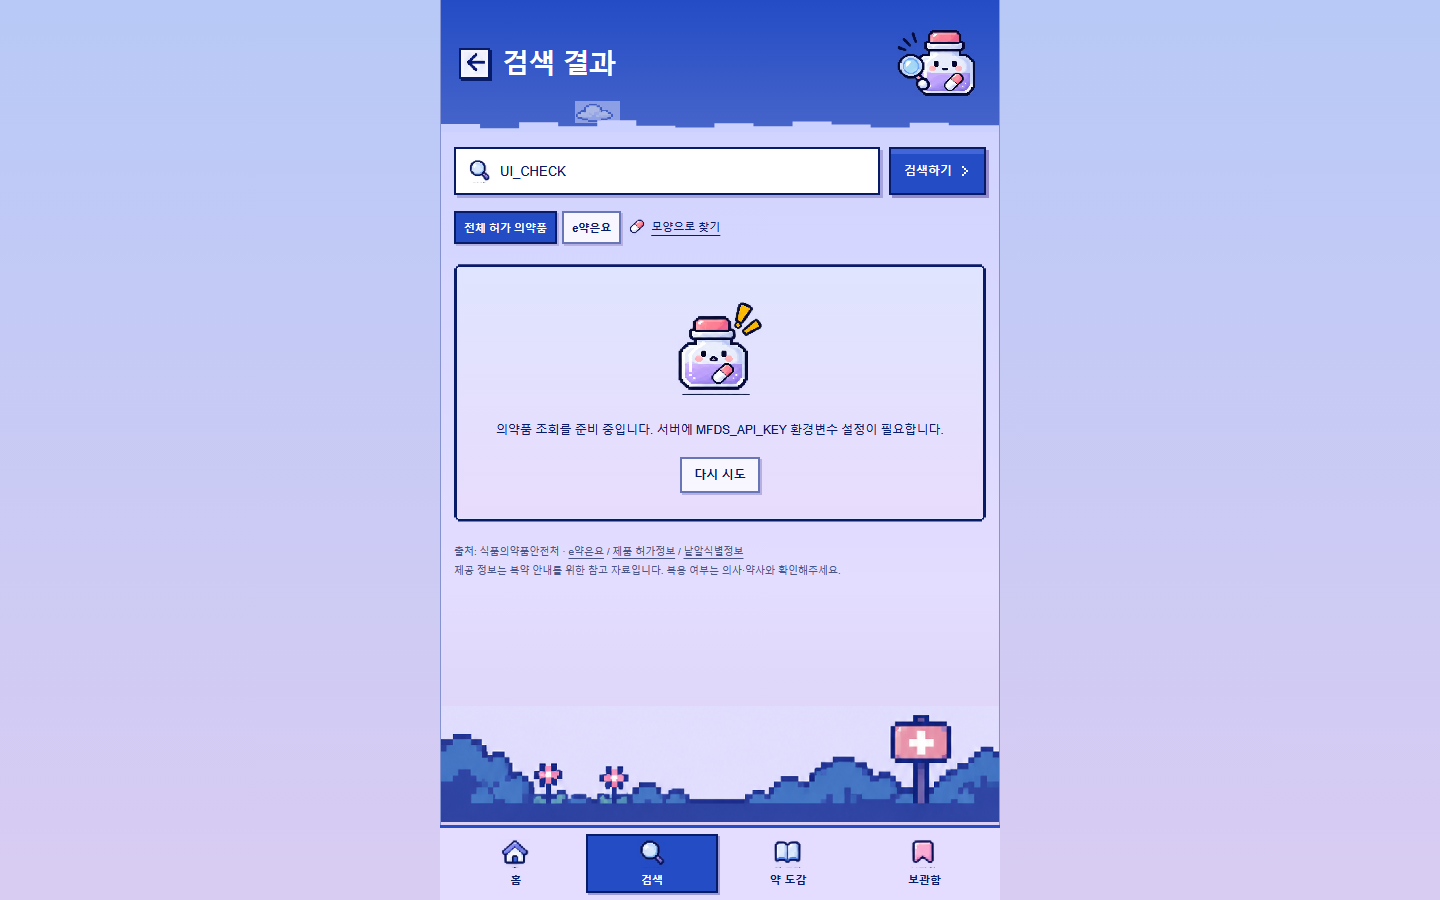 검색 결과
UI_CHECK
검색하기
전체 허가 의약품
e약은요
모양으로 찾기
의약품 조회를 준비 중입니다. 서버에 MFDS_API_KEY 환경변수 설정이 필요합니다.
다시 시도
출처: 식품의약품안전처 · e약은요 / 제품 허가정보 / 낱알식별정보
제공 정보는 복약 안내를 위한 참고 자료입니다. 복용 여부는 의사·약사와 확인해주세요.
홈
검색
약 도감
보관함